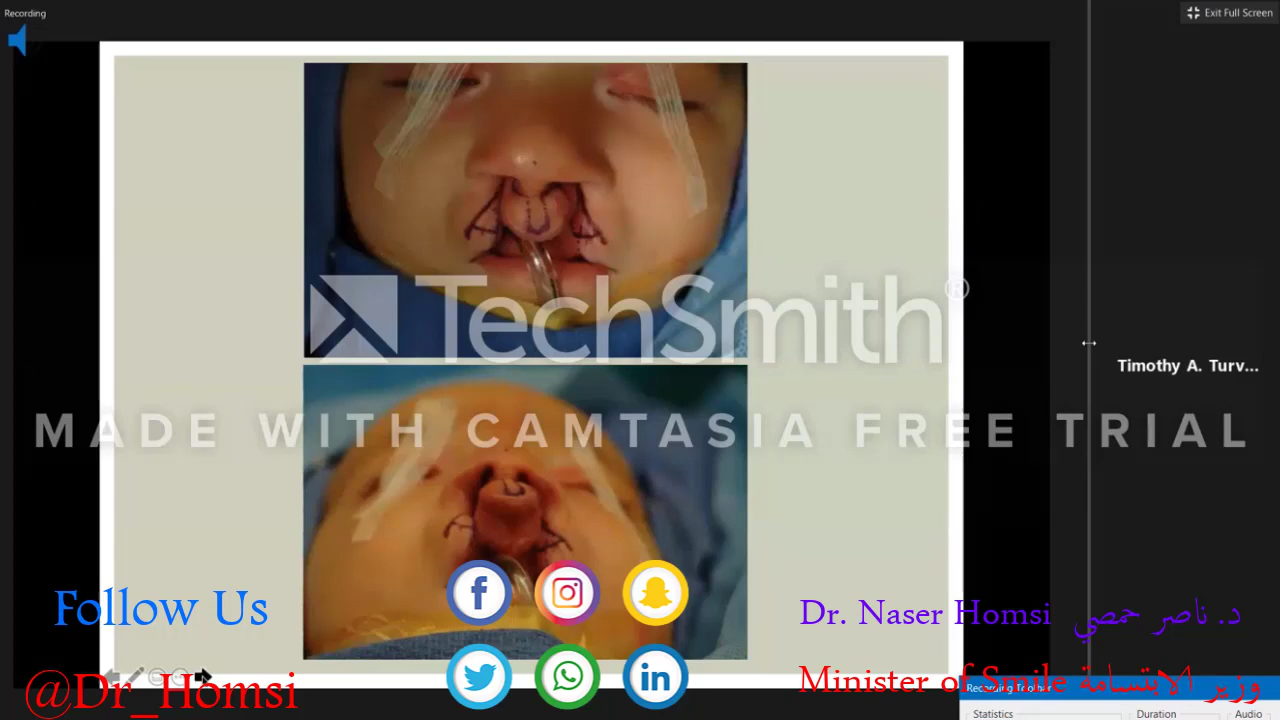 Recording
Exit Full Screen
TechSmith®
Timothy A. Turv...
MADE WITH CAMTASIA FREE TRIAL
Follow Us
Dr. Naser Homsi د. ناصر حمصي
@Dr_Homsi
Minister of Smile وزير الابتسامة
Recording Toolbar
Statistics Duration Audio